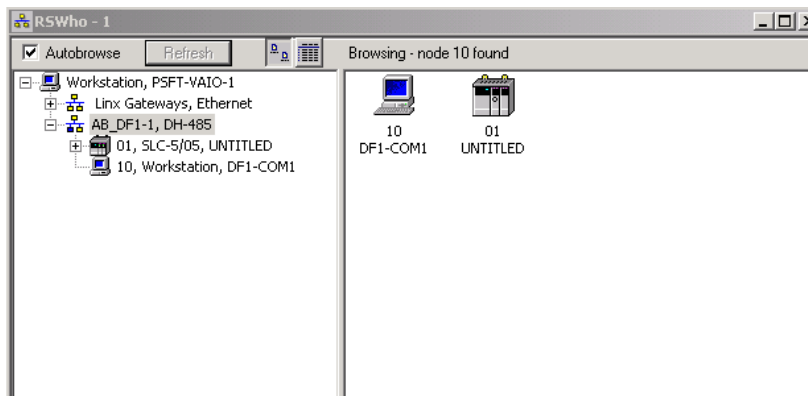 RSWho - 1
Autobrowse Refresh Browsing - node 10 found
Workstation, PSFT-VAIO-1
Linx Gateways, Ethernet
AB_DF1-1, DH-485
01, SLC-5/05, UNTITLED
10, Workstation, DF1-COM1
10
DF1-COM1
01
UNTITLED